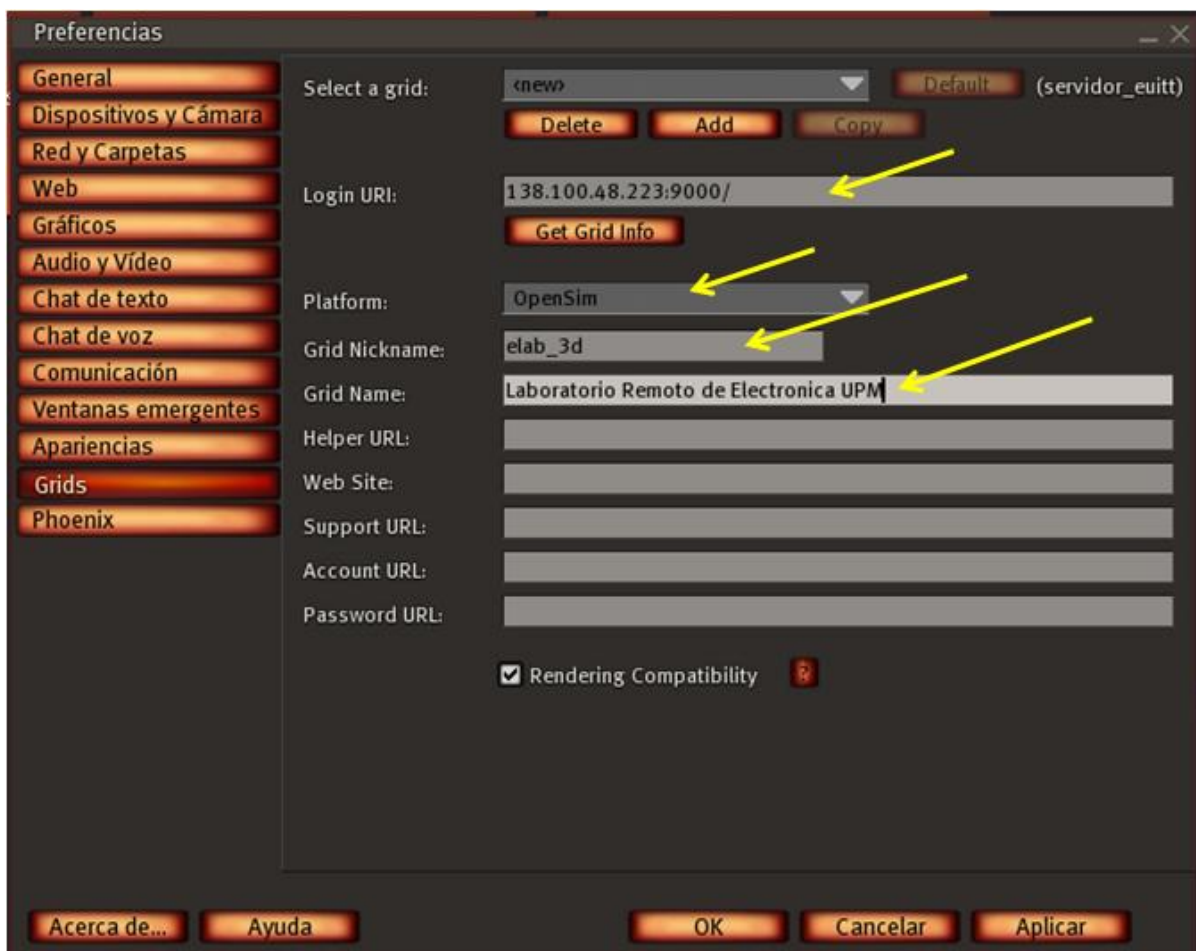 Preferencias
General
Dispositivos y Cámara
Red y Carpetas
Web
Gráficos
Audio y Vídeo
Chat de texto
Chat de voz
Comunicación
Ventanas emergentes
Apariencias
Grids
Phoenix
Select a grid: <new> Default (servidor_euitt)
Delete Add Copy
Login URI: 138.100.48.223:9000/
Get Grid Info
Platform: OpenSim
Grid Nickname: elab_3d
Grid Name: Laboratorio Remoto de Electronica UPM
Helper URL:
Web Site:
Support URL:
Account URL:
Password URL:
Rendering Compatibility ?
Acerca de... Ayuda OK Cancelar Aplicar